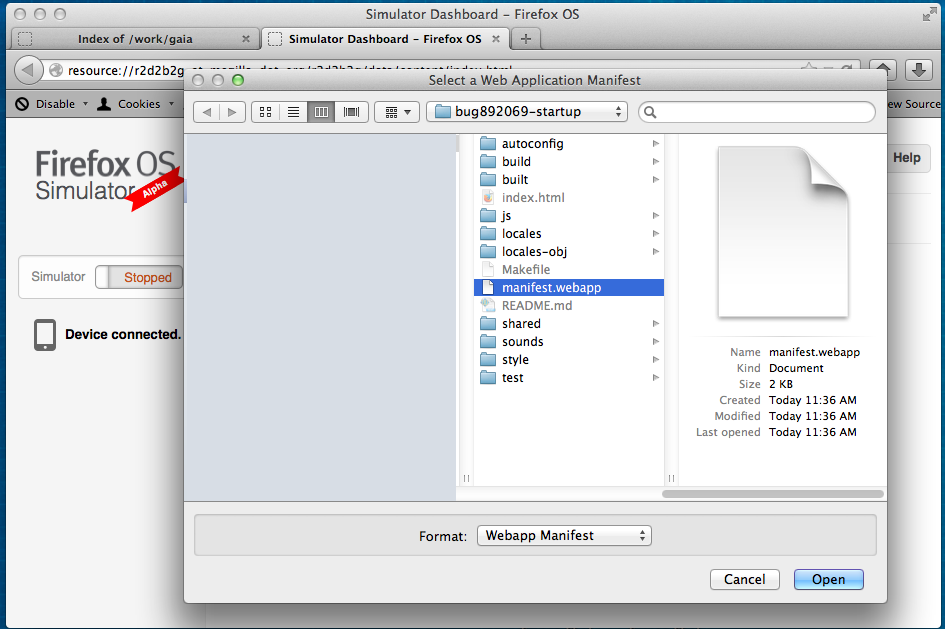 Simulator Dashboard – Firefox OS
Index of /work/gaia
Simulator Dashboard – Firefox OS
Select a Web Application Manifest
Disable
Cookies
ew Source
bug892069-startup
Firefox OS
Simulator
Alpha
Help
Simulator
Stopped
Device connected.
autoconfig
build
built
index.html
js
locales
locales-obj
Makefile
manifest.webapp
README.md
shared
sounds
style
test
Name manifest.webapp
Kind Document
Size 2 KB
Created Today 11:36 AM
Modified Today 11:36 AM
Last opened Today 11:36 AM
Format: Webapp Manifest
Cancel
Open